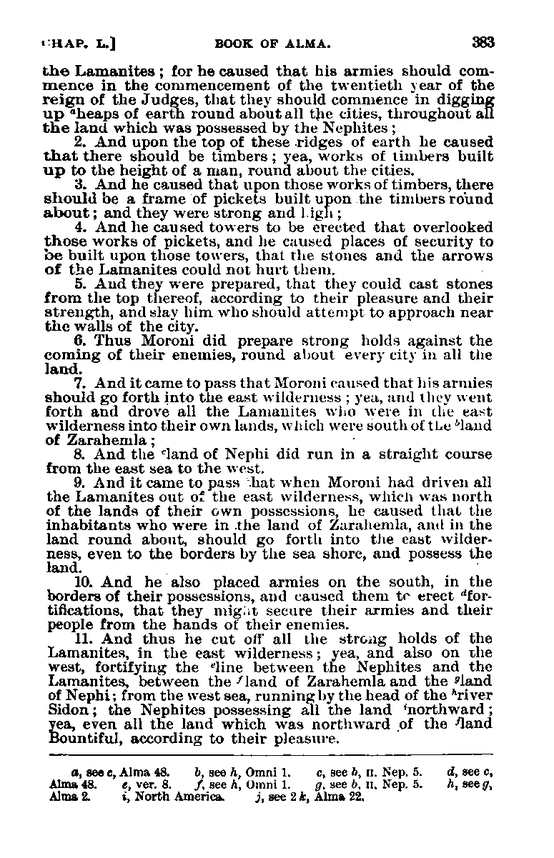 CHAP. L.] BOOK OF ALMA. 383
the Lamanites; for he caused that his armies should com-
mence in the commencement of the twentieth year of the
reign of the Judges, that they should commence in digging
up ᵃheaps of earth round about all the cities, throughout all
the land which was possessed by the Nephites;
2. And upon the top of these ridges of earth he caused
that there should be timbers; yea, works of timbers built
up to the height of a man, round about the cities.
3. And he caused that upon those works of timbers, there
should be a frame of pickets built upon the timbers round
about; and they were strong and high;
4. And he caused towers to be erected that overlooked
those works of pickets, and he caused places of security to
be built upon those towers, that the stones and the arrows
of the Lamanites could not hurt them.
5. And they were prepared, that they could cast stones
from the top thereof, according to their pleasure and their
strength, and slay him who should attempt to approach near
the walls of the city.
6. Thus Moroni did prepare strong holds against the
coming of their enemies, round about every city in all the
land.
7. And it came to pass that Moroni caused that his armies
should go forth into the east wilderness; yea, and they went
forth and drove all the Lamanites who were in the east
wilderness into their own lands, which were south of the ᵇland
of Zarahemla;
8. And the ᶜland of Nephi did run in a straight course
from the east sea to the west.
9. And it came to pass that when Moroni had driven all
the Lamanites out of the east wilderness, which was north
of the lands of their own possessions, he caused that the
inhabitants who were in the land of Zarahemla, and in the
land round about, should go forth into the east wilder-
ness, even to the borders by the sea shore, and possess the
land.
10. And he also placed armies on the south, in the
borders of their possessions, and caused them to erect ᵈfor-
tifications, that they might secure their armies and their
people from the hands of their enemies.
11. And thus he cut off all the strong holds of the
Lamanites, in the east wilderness; yea, and also on the
west, fortifying the ᵉline between the Nephites and the
Lamanites, between the ᶠland of Zarahemla and the ᵍland
of Nephi; from the west sea, running by the head of the ʰriver
Sidon; the Nephites possessing all the land ⁱnorthward;
yea, even all the land which was northward of the ʲland
Bountiful, according to their pleasure.
a, see c, Alma 48. b, see h, Omni 1. c, see b, II. Nep. 5. d, see c,
Alma 48. e, ver. 8. f, see h, Omni 1. g, see b, II. Nep. 5. h, see g,
Alma 2. i, North America. j, see 2 k, Alma 22.